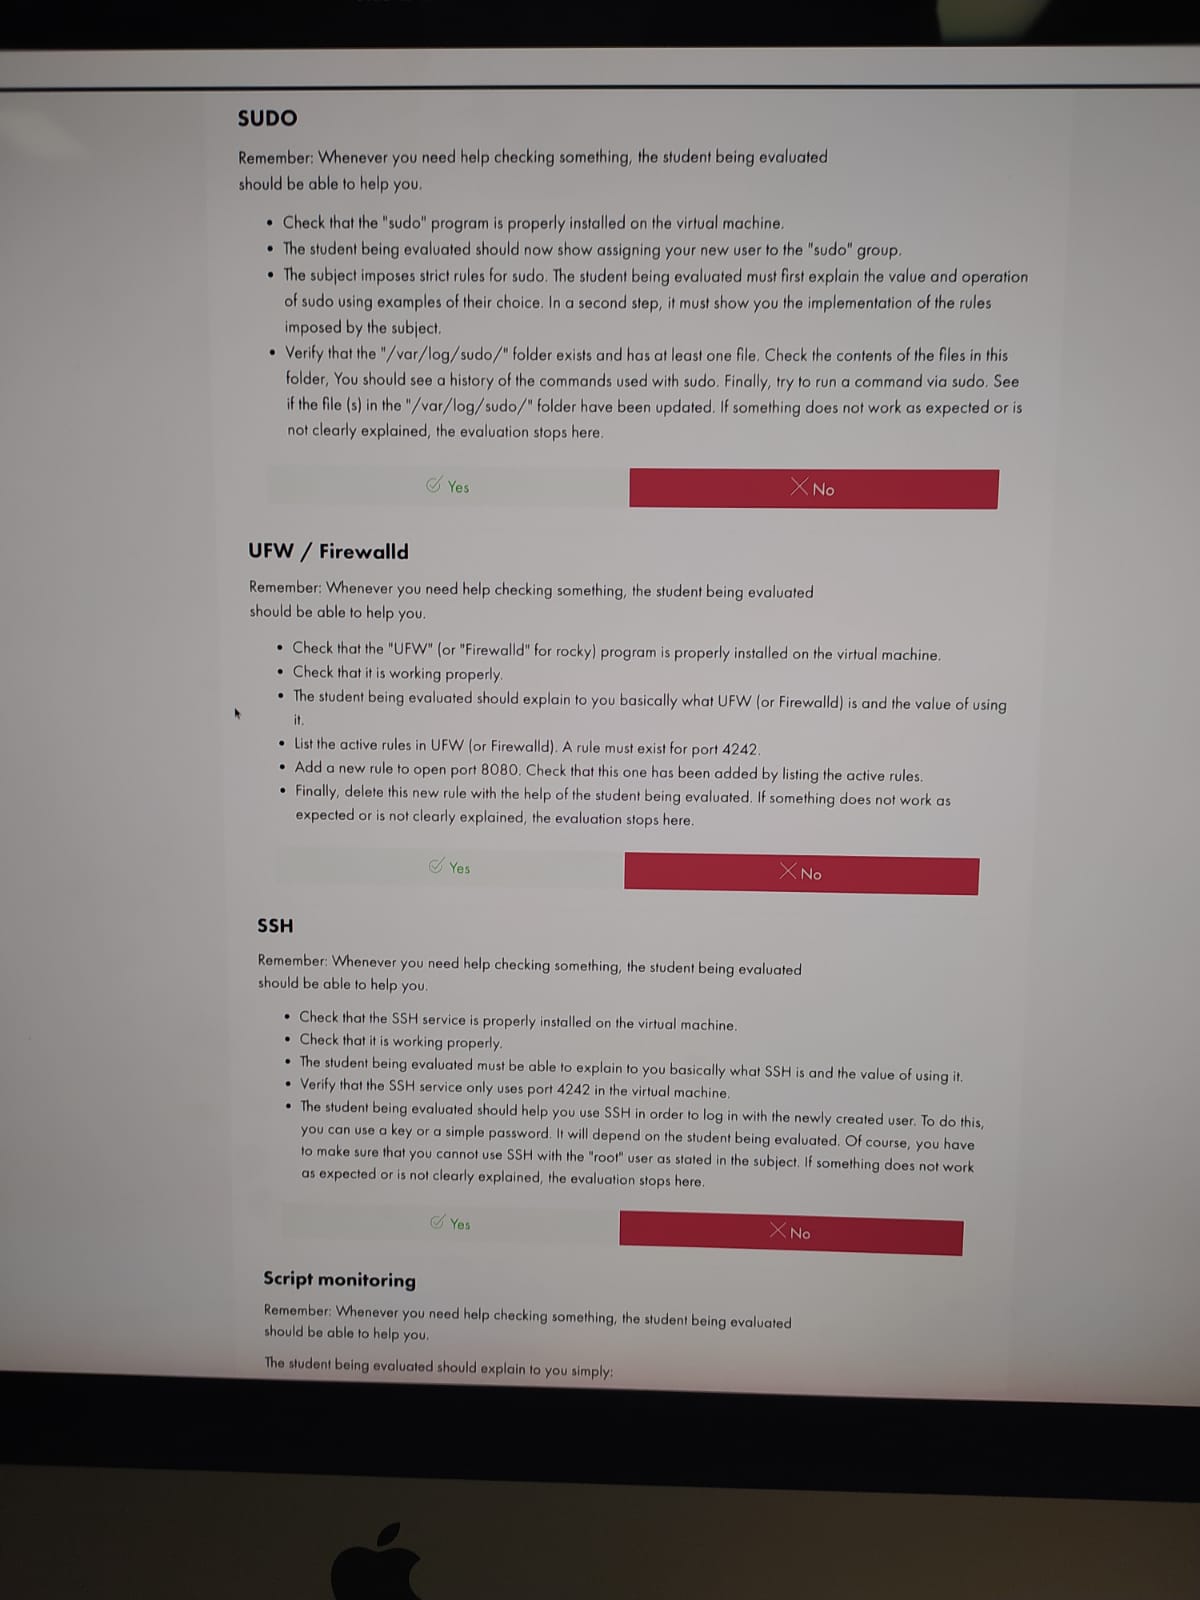 SUDO
Remember: Whenever you need help checking something, the student being evaluated
should be able to help you.
• Check that the "sudo" program is properly installed on the virtual machine.
• The student being evaluated should now show assigning your new user to the "sudo" group.
• The subject imposes strict rules for sudo. The student being evaluated must first explain the value and operation
of sudo using examples of their choice. In a second step, it must show you the implementation of the rules
imposed by the subject.
• Verify that the "/var/log/sudo/" folder exists and has at least one file. Check the contents of the files in this
folder, You should see a history of the commands used with sudo. Finally, try to run a command via sudo. See
if the file (s) in the "/var/log/sudo/" folder have been updated. If something does not work as expected or is
not clearly explained, the evaluation stops here.
Yes No
UFW / Firewalld
Remember: Whenever you need help checking something, the student being evaluated
should be able to help you.
• Check that the "UFW" (or "Firewalld" for rocky) program is properly installed on the virtual machine.
• Check that it is working properly.
• The student being evaluated should explain to you basically what UFW (or Firewalld) is and the value of using
it.
• List the active rules in UFW (or Firewalld). A rule must exist for port 4242.
• Add a new rule to open port 8080. Check that this one has been added by listing the active rules.
• Finally, delete this new rule with the help of the student being evaluated. If something does not work as
expected or is not clearly explained, the evaluation stops here.
Yes No
SSH
Remember: Whenever you need help checking something, the student being evaluated
should be able to help you.
• Check that the SSH service is properly installed on the virtual machine.
• Check that it is working properly.
• The student being evaluated must be able to explain to you basically what SSH is and the value of using it.
• Verify that the SSH service only uses port 4242 in the virtual machine.
• The student being evaluated should help you use SSH in order to log in with the newly created user. To do this,
you can use a key or a simple password. It will depend on the student being evaluated. Of course, you have
to make sure that you cannot use SSH with the "root" user as stated in the subject. If something does not work
as expected or is not clearly explained, the evaluation stops here.
Yes No
Script monitoring
Remember: Whenever you need help checking something, the student being evaluated
should be able to help you.
The student being evaluated should explain to you simply: